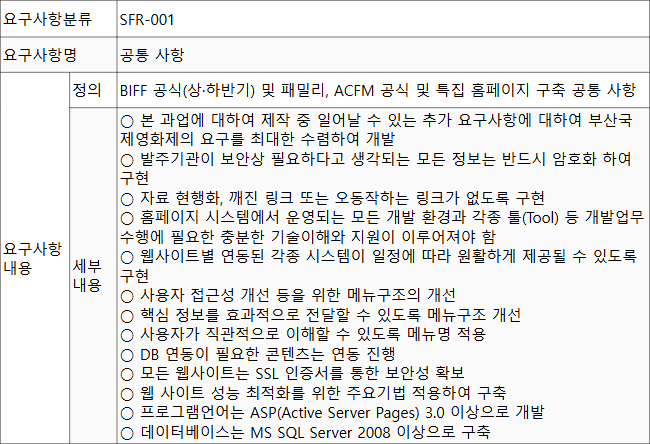 요구사항분류 SFR-001
요구사항명 공통 사항
요구사항 내용
정의 BIFF 공식(상·하반기) 및 패밀리, ACFM 공식 및 특집 홈페이지 구축 공통 사항
세부 내용
○ 본 과업에 대하여 제작 중 일어날 수 있는 추가 요구사항에 대하여 부산국
제영화제의 요구를 최대한 수렴하여 개발
○ 발주기관이 보안상 필요하다고 생각되는 모든 정보는 반드시 암호화 하여
구현
○ 자료 현행화, 깨진 링크 또는 오동작하는 링크가 없도록 구현
○ 홈페이지 시스템에서 운영되는 모든 개발 환경과 각종 툴(Tool) 등 개발업무
수행에 필요한 충분한 기술이해와 지원이 이루어져야 함
○ 웹사이트별 연동된 각종 시스템이 일정에 따라 원활하게 제공될 수 있도록
구현
○ 사용자 접근성 개선 등을 위한 메뉴구조의 개선
○ 핵심 정보를 효과적으로 전달할 수 있도록 메뉴구조 개선
○ 사용자가 직관적으로 이해할 수 있도록 메뉴명 적용
○ DB 연동이 필요한 콘텐츠는 연동 진행
○ 모든 웹사이트는 SSL 인증서를 통한 보안성 확보
○ 웹 사이트 성능 최적화를 위한 주요기법 적용하여 구축
○ 프로그램언어는 ASP(Active Server Pages) 3.0 이상으로 개발
○ 데이터베이스는 MS SQL Server 2008 이상으로 구축